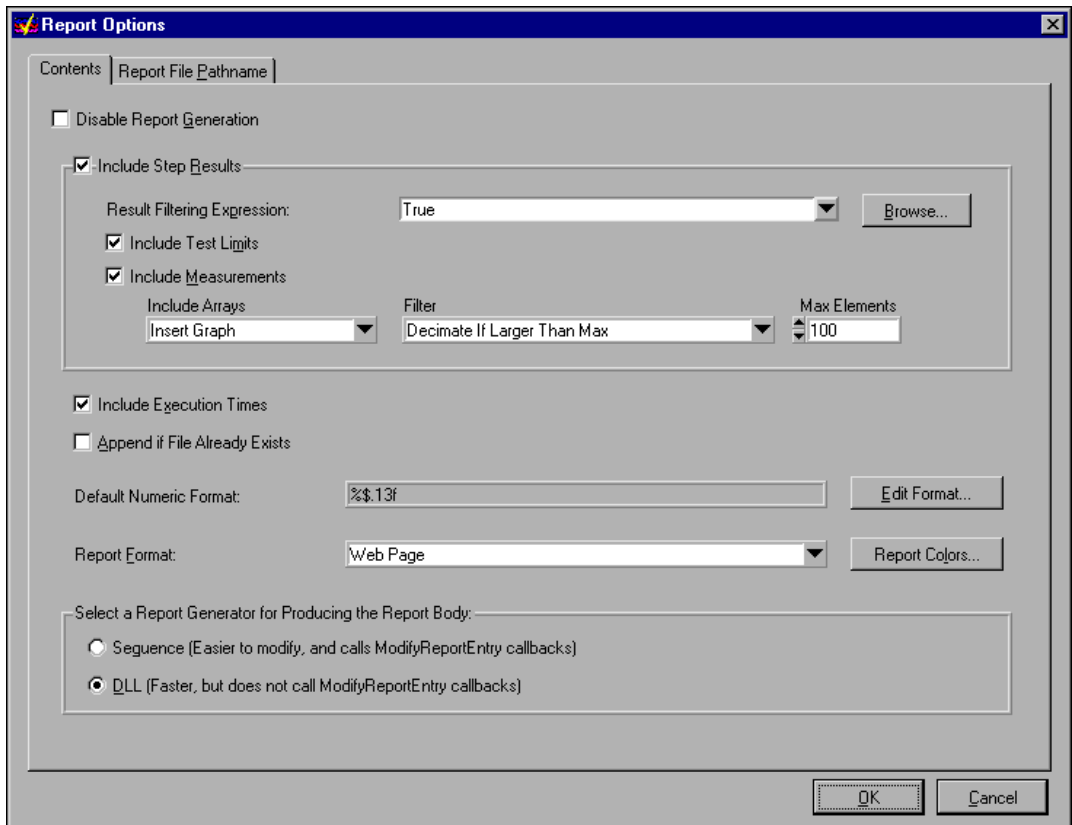 Report Options
Contents Report File Pathname
Disable Report Generation
Include Step Results
Result Filtering Expression: True Browse...
Include Test Limits
Include Measurements
Include Arrays Filter Max Elements
Insert Graph Decimate If Larger Than Max 100
Include Execution Times
Append if File Already Exists
Default Numeric Format: %$.13f Edit Format...
Report Format: Web Page Report Colors...
Select a Report Generator for Producing the Report Body:
Sequence (Easier to modify, and calls ModifyReportEntry callbacks)
DLL (Faster, but does not call ModifyReportEntry callbacks)
OK Cancel